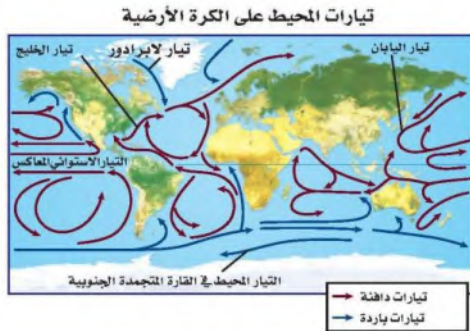 تيارات المحيط على الكرة الأرضية
تيار اليابان
تيار لابرادور
تيار الخليج
التيار الاستوائي المعاكس
التيار المحيط في القارة المتجمدة الجنوبية
تيارات دافئة
تيارات باردة